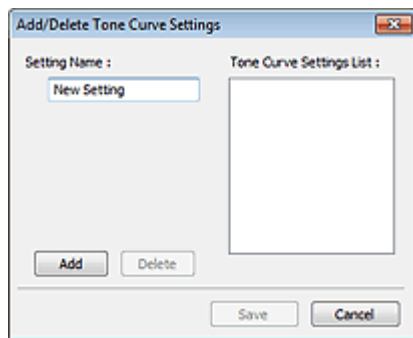 Add/Delete Tone Curve Settings
Setting Name :
Tone Curve Settings List :
New Setting
Add
Delete
Save
Cancel